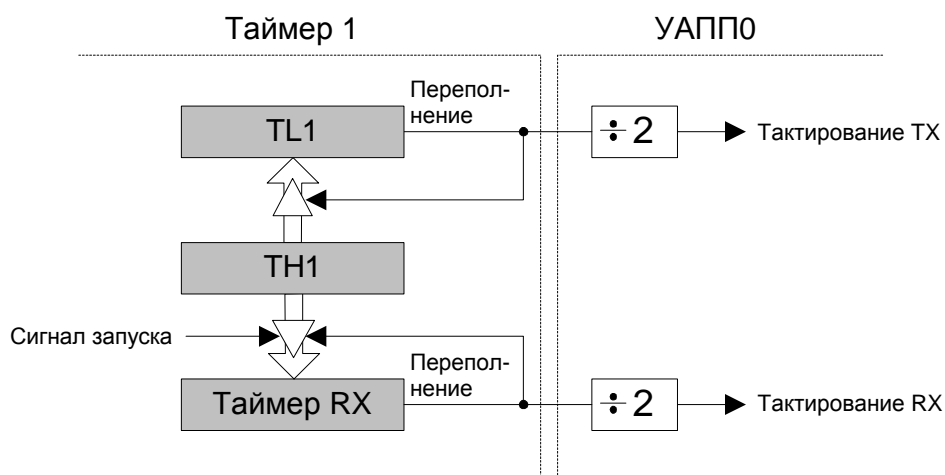 Таймер 1
УАПП0
Перепол-
нение
TL1
÷ 2
Тактирование TX
TH1
Сигнал запуска
Перепол-
нение
Таймер RX
÷ 2
Тактирование RX